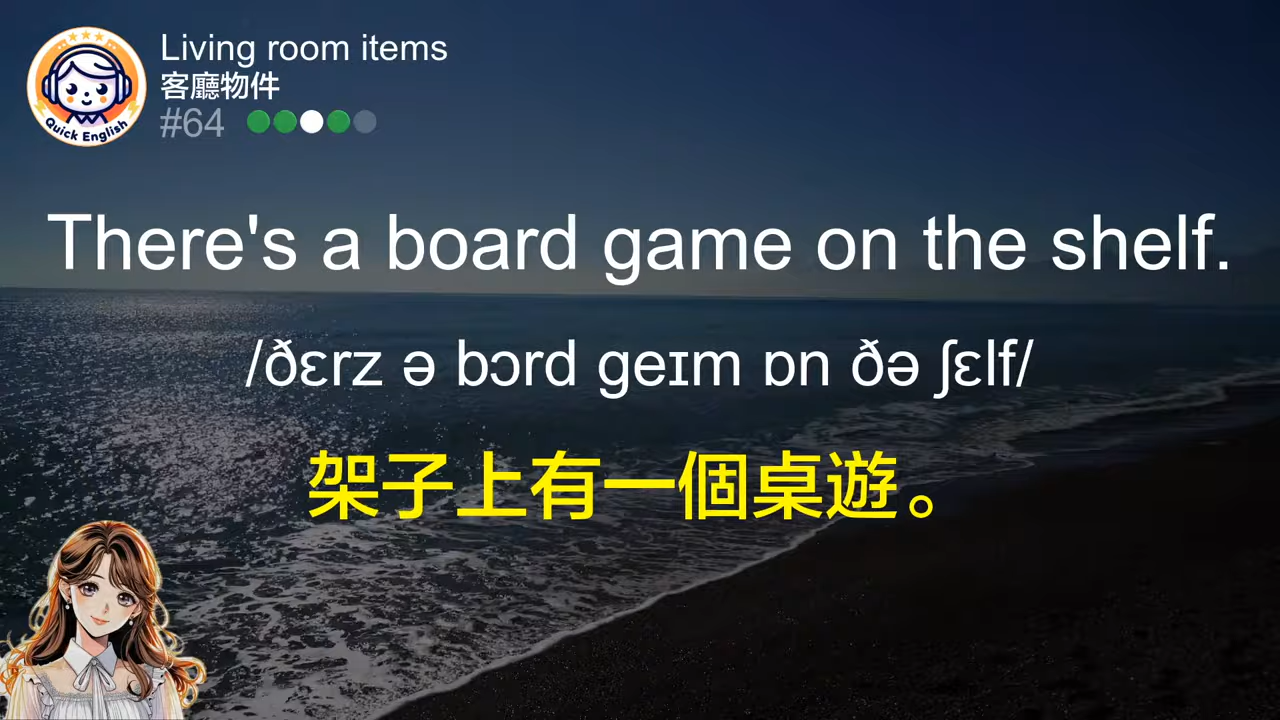 Quick English
Living room items
客廳物件
#64
There's a board game on the shelf.
/ðɛrz ə bɔrd ɡeɪm ɒn ðə ʃɛlf/
架子上有一個桌遊。